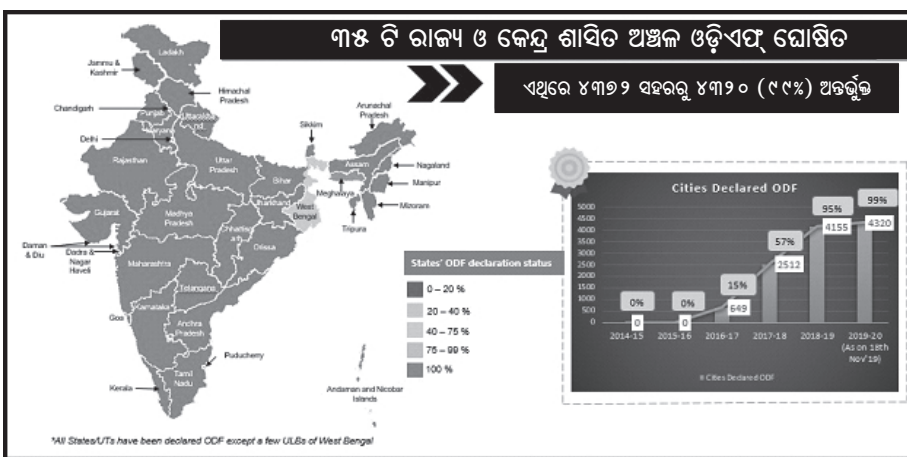 ୩୫ ଟି ରାଜ୍ୟ ଓ କେନ୍ଦ୍ର ଶାସିତ ଅଞ୍ଚଳ ଓଡ଼ିଏଫ୍ ଘୋଷିତ
ଏଥିରେ ୪୩୭୨ ସହରରୁ ୪୩୨୦ (୯୯%) ଅନ୍ତର୍ଭୁକ୍ତ
Ladakh
Jammu &
Kashmir
Himachal
Pradesh
Chandigarh
Punjab
Uttarakha
nd
Haryana
Delhi
Rajasthan
Uttar
Pradesh
Bihar
Sikkim
Arunachal
Pradesh
Assam
Nagaland
Manipur
Meghalaya
Mizoram
Tripura
Gujarat
Madhya
Pradesh
Jharkhand
West
Bengal
Chhattisg
arh
Orissa
Daman
& Diu
Dadra &
Nagar
Haveli
Maharashtra
Telangana
Goa
Karnataka
Andhra
Pradesh
Puducherry
Tamil
Nadu
Kerala
Andaman and Nicobar
Islands
States' ODF declaration status
0 – 20 %
20 – 40 %
40 – 75 %
75 – 99 %
100 %
*All States/UTs have been declared ODF except a few ULBs of West Bengal
Cities Declared ODF
5000
4500
4000
3500
3000
2500
2000
1500
1000
500
0
0% 0% 15% 57% 95% 99%
0 0 649 2512 4155 4320
2014-15 2015-16 2016-17 2017-18 2018-19 2019-20
(As on 18th
Nov'19)
# Cities Declared ODF